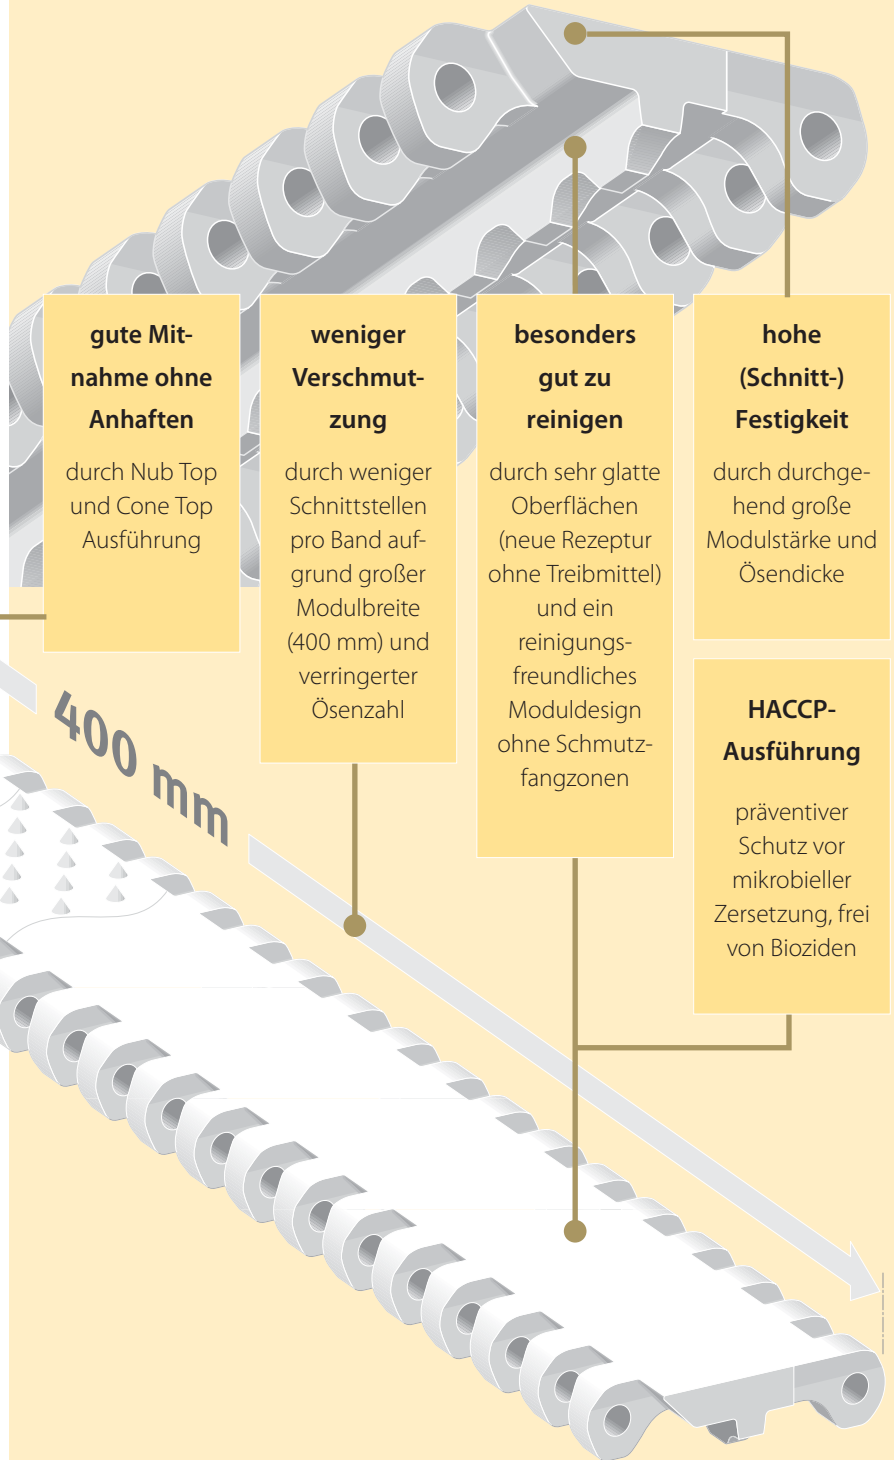 gute Mit-
nahme ohne
Anhaften
durch Nub Top
und Cone Top
Ausführung
weniger
Verschmut-
zung
durch weniger
Schnittstellen
pro Band auf-
grund großer
Modulbreite
(400 mm) und
verringerter
Ösenzahl
besonders
gut zu
reinigen
durch sehr glatte
Oberflächen
(neue Rezeptur
ohne Treibmittel)
und ein
reinigungs-
freundliches
Moduldesign
ohne Schmutz-
fangzonen
hohe
(Schnitt-)
Festigkeit
durch durchge-
hend große
Modulstärke und
Ösendicke
HACCP-
Ausführung
präventiver
Schutz vor
mikrobieller
Zersetzung, frei
von Bioziden
400 mm